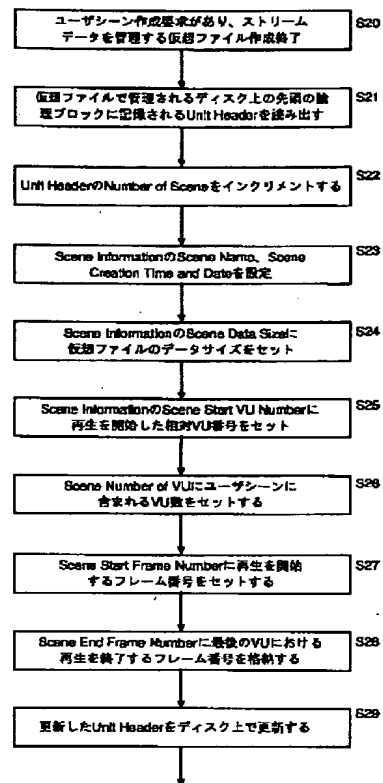 ユーザシーン作成要求があり、ストリーム
データを管理する仮想ファイル作成終了
S20
仮想ファイルで管理されるディスク上の先頭の論
理ブロックに記録されるUnit Headerを読み出す
S21
Unit HeaderのNumber of Sceneをインクリメントする
S22
Scene InformationのScene Name、Scene
Creation Time and Dateを設定
S23
Scene InformationのScene Data Sizeに
仮想ファイルのデータサイズをセット
S24
Scene InformationのScene Start VU Numberに
再生を開始した相対VU番号をセット
S25
Scene Number of VUにユーザシーンに
含まれるVU数をセットする
S26
Scene Start Frame Numberに再生を開始
するフレーム番号をセットする
S27
Scene End Frame Numberに最後のVUにおける
再生を終了するフレーム番号を格納する
S28
更新したUnit Headerをディスク上で更新する
S29